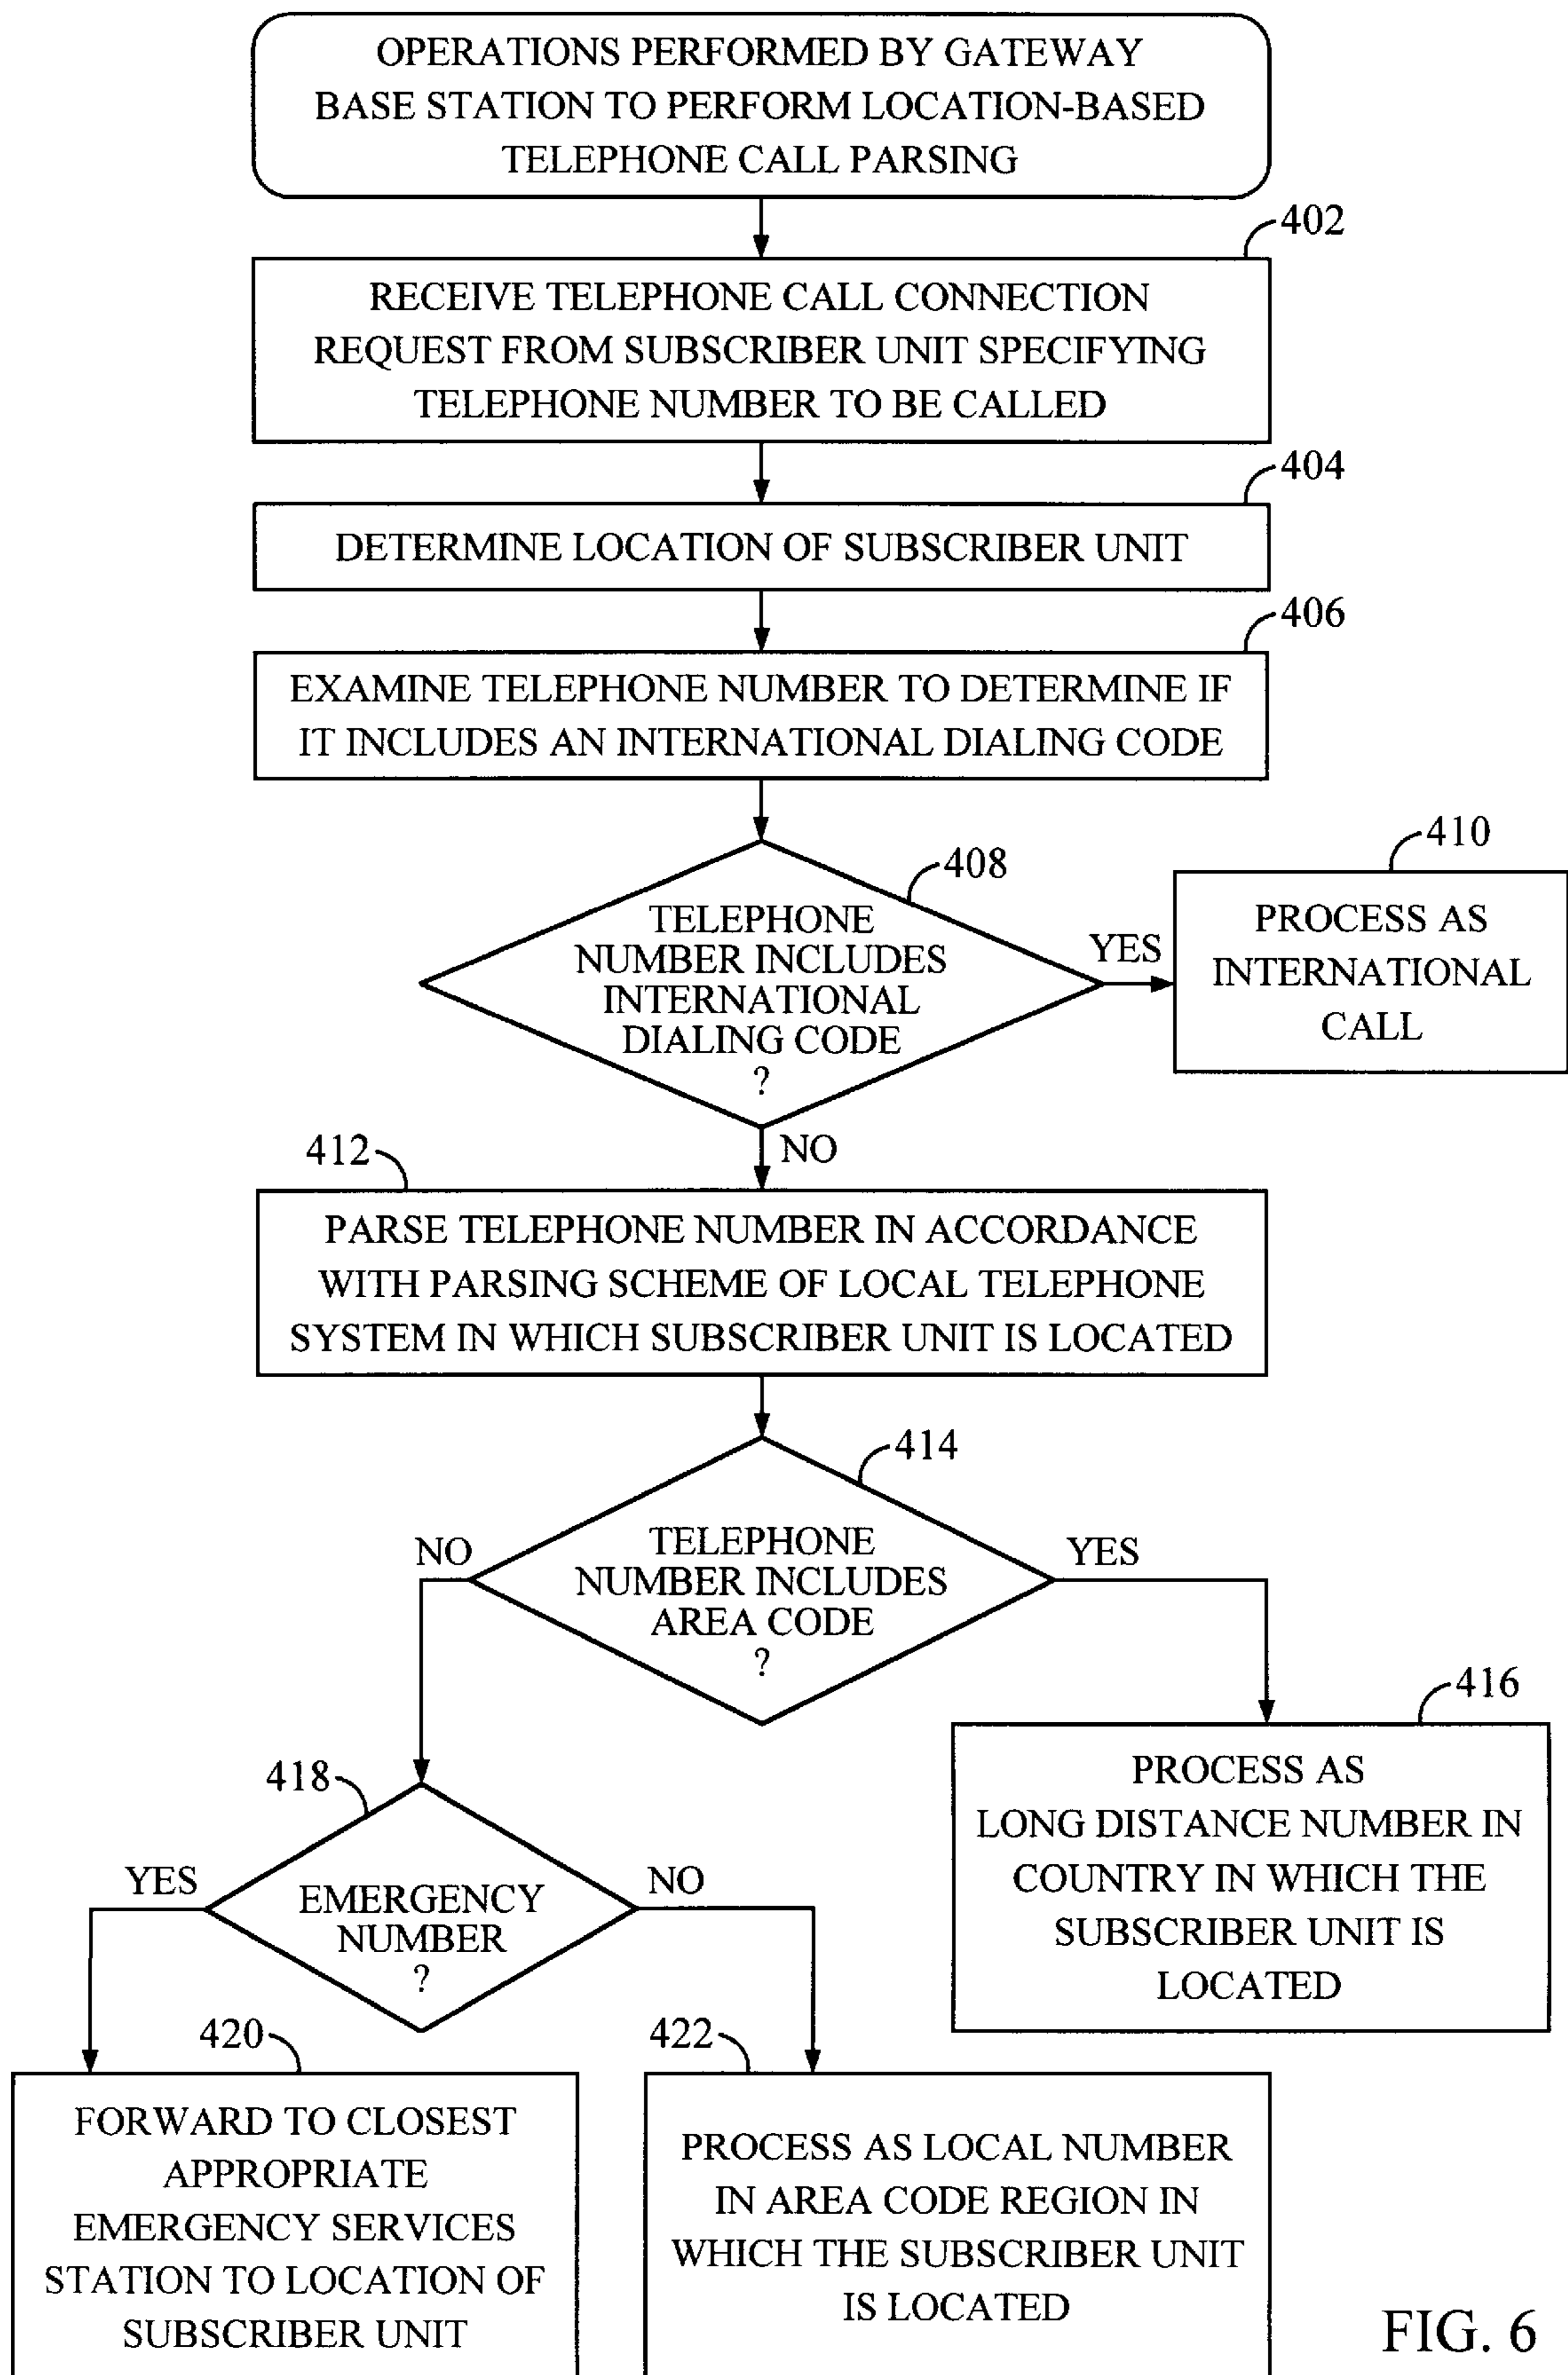 OPERATIONS PERFORMED BY GATEWAY
BASE STATION TO PERFORM LOCATION-BASED
TELEPHONE CALL PARSING
402
RECEIVE TELEPHONE CALL CONNECTION
REQUEST FROM SUBSCRIBER UNIT SPECIFYING
TELEPHONE NUMBER TO BE CALLED
404
DETERMINE LOCATION OF SUBSCRIBER UNIT
406
EXAMINE TELEPHONE NUMBER TO DETERMINE IF
IT INCLUDES AN INTERNATIONAL DIALING CODE
408
TELEPHONE
NUMBER INCLUDES
INTERNATIONAL
DIALING CODE
?
YES
410
PROCESS AS
INTERNATIONAL
CALL
NO
412
PARSE TELEPHONE NUMBER IN ACCORDANCE
WITH PARSING SCHEME OF LOCAL TELEPHONE
SYSTEM IN WHICH SUBSCRIBER UNIT IS LOCATED
414
TELEPHONE
NUMBER INCLUDES
AREA CODE
?
NO
YES
416
PROCESS AS
LONG DISTANCE NUMBER IN
COUNTRY IN WHICH THE
SUBSCRIBER UNIT IS
LOCATED
418
EMERGENCY
NUMBER
?
YES
NO
420
FORWARD TO CLOSEST
APPROPRIATE
EMERGENCY SERVICES
STATION TO LOCATION OF
SUBSCRIBER UNIT
422
PROCESS AS LOCAL NUMBER
IN AREA CODE REGION IN
WHICH THE SUBSCRIBER UNIT
IS LOCATED
FIG. 6